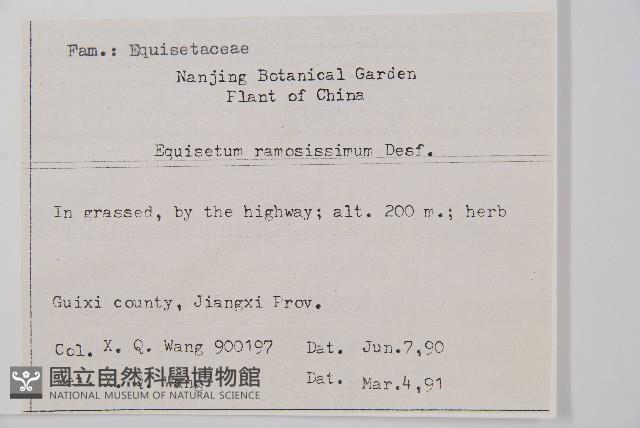 Fam.: Equisetaceae
Nanjing Botanical Garden
Plant of China
Equisetum ramosissimum Desf.
In grassed, by the highway; alt. 200 m.; herb
Guixi county, Jiangxi Prov.
Col. X. Q. Wang 900197 Dat. Jun.7,90
Dat. Mar.4,91
國立自然科學博物館
NATIONAL MUSEUM OF NATURAL SCIENCE